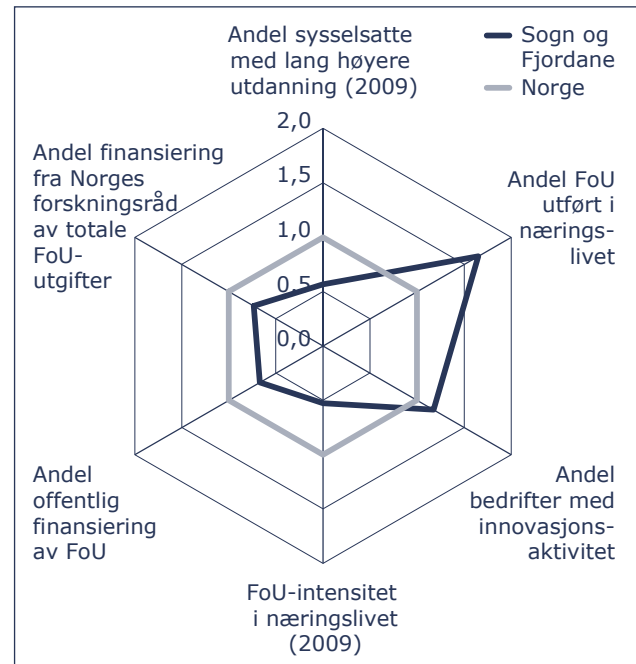 Andel sysselsatte
med lang høyere
utdanning (2009)
Sogn og
Fjordane
Norge
2,0
1,5
1,0
0,5
0,0
Andel FoU
utført i
nærings-
livet
Andel
bedrifter med
innovasjons-
aktivitet
FoU-intensitet
i næringslivet
(2009)
Andel
offentlig
finansiering
av FoU
Andel finansiering
fra Norges
forskningsråd
av totale
FoU-
utgifter